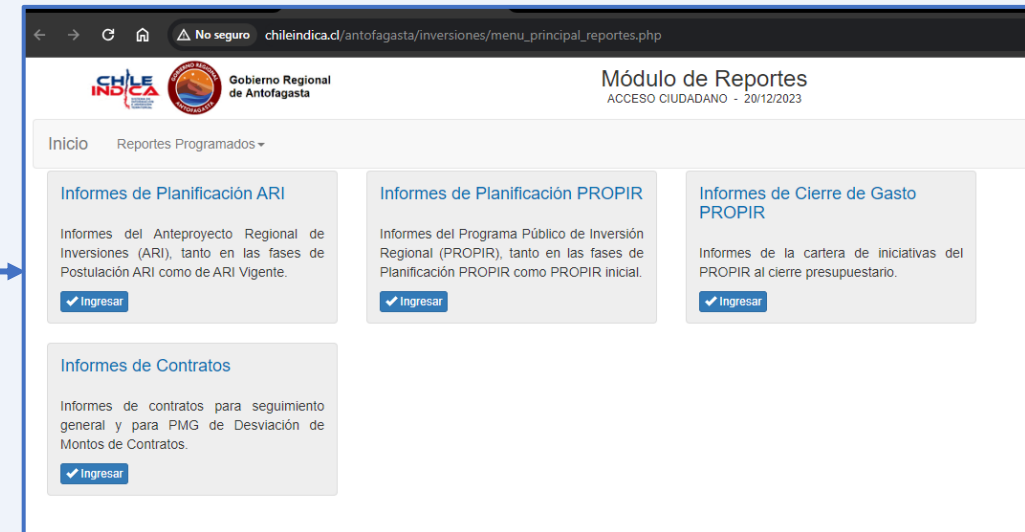 No seguro chileindica.cl/antofagasta/inversiones/menu_principal_reportes.php
CHILE
INDICA
Gobierno Regional
de Antofagasta
Módulo de Reportes
ACCESO CIUDADANO - 20/12/2023
Inicio Reportes Programados
Informes de Planificación ARI
Informes del Anteproyecto Regional de
Inversiones (ARI), tanto en las fases de
Postulación ARI como de ARI Vigente.
Ingresar
Informes de Planificación PROPIR
Informes del Programa Público de Inversión
Regional (PROPIR), tanto en las fases de
Planificación PROPIR como PROPIR inicial.
Ingresar
Informes de Cierre de Gasto
PROPIR
Informes de la cartera de iniciativas del
PROPIR al cierre presupuestario.
Ingresar
Informes de Contratos
Informes de contratos para seguimiento
general y para PMG de Desviación de
Montos de Contratos.
Ingresar